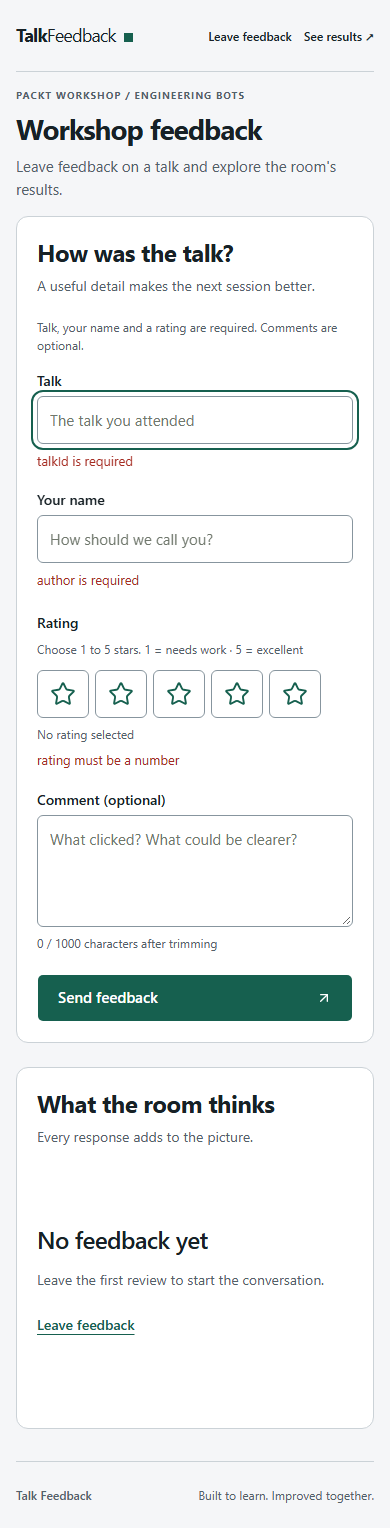 TalkFeedback
Leave feedback See results ↗
PACKT WORKSHOP / ENGINEERING BOTS
Workshop feedback
Leave feedback on a talk and explore the room's
results.
How was the talk?
A useful detail makes the next session better.
Talk, your name and a rating are required. Comments are
optional.
Talk
The talk you attended
talkId is required
Your name
How should we call you?
author is required
Rating
Choose 1 to 5 stars. 1 = needs work · 5 = excellent
No rating selected
rating must be a number
Comment (optional)
What clicked? What could be clearer?
0 / 1000 characters after trimming
Send feedback ↗
What the room thinks
Every response adds to the picture.
No feedback yet
Leave the first review to start the conversation.
Leave feedback
Talk Feedback
Built to learn. Improved together.